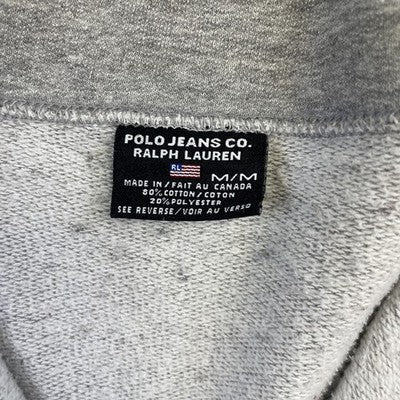 POLO JEANS CO.
RALPH LAUREN
RL M/M
MADE IN/FAIT AU CANADA
80% COTTON/COTON
20% POLYESTER
SEE REVERSE/VOIR AU VERSO